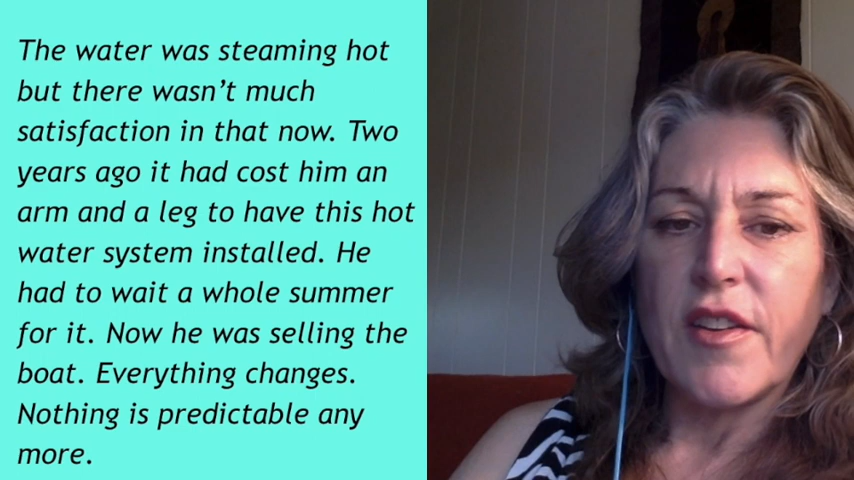 The water was steaming hot
but there wasn’t much
satisfaction in that now. Two
years ago it had cost him an
arm and a leg to have this hot
water system installed. He
had to wait a whole summer
for it. Now he was selling the
boat. Everything changes.
Nothing is predictable any
more.